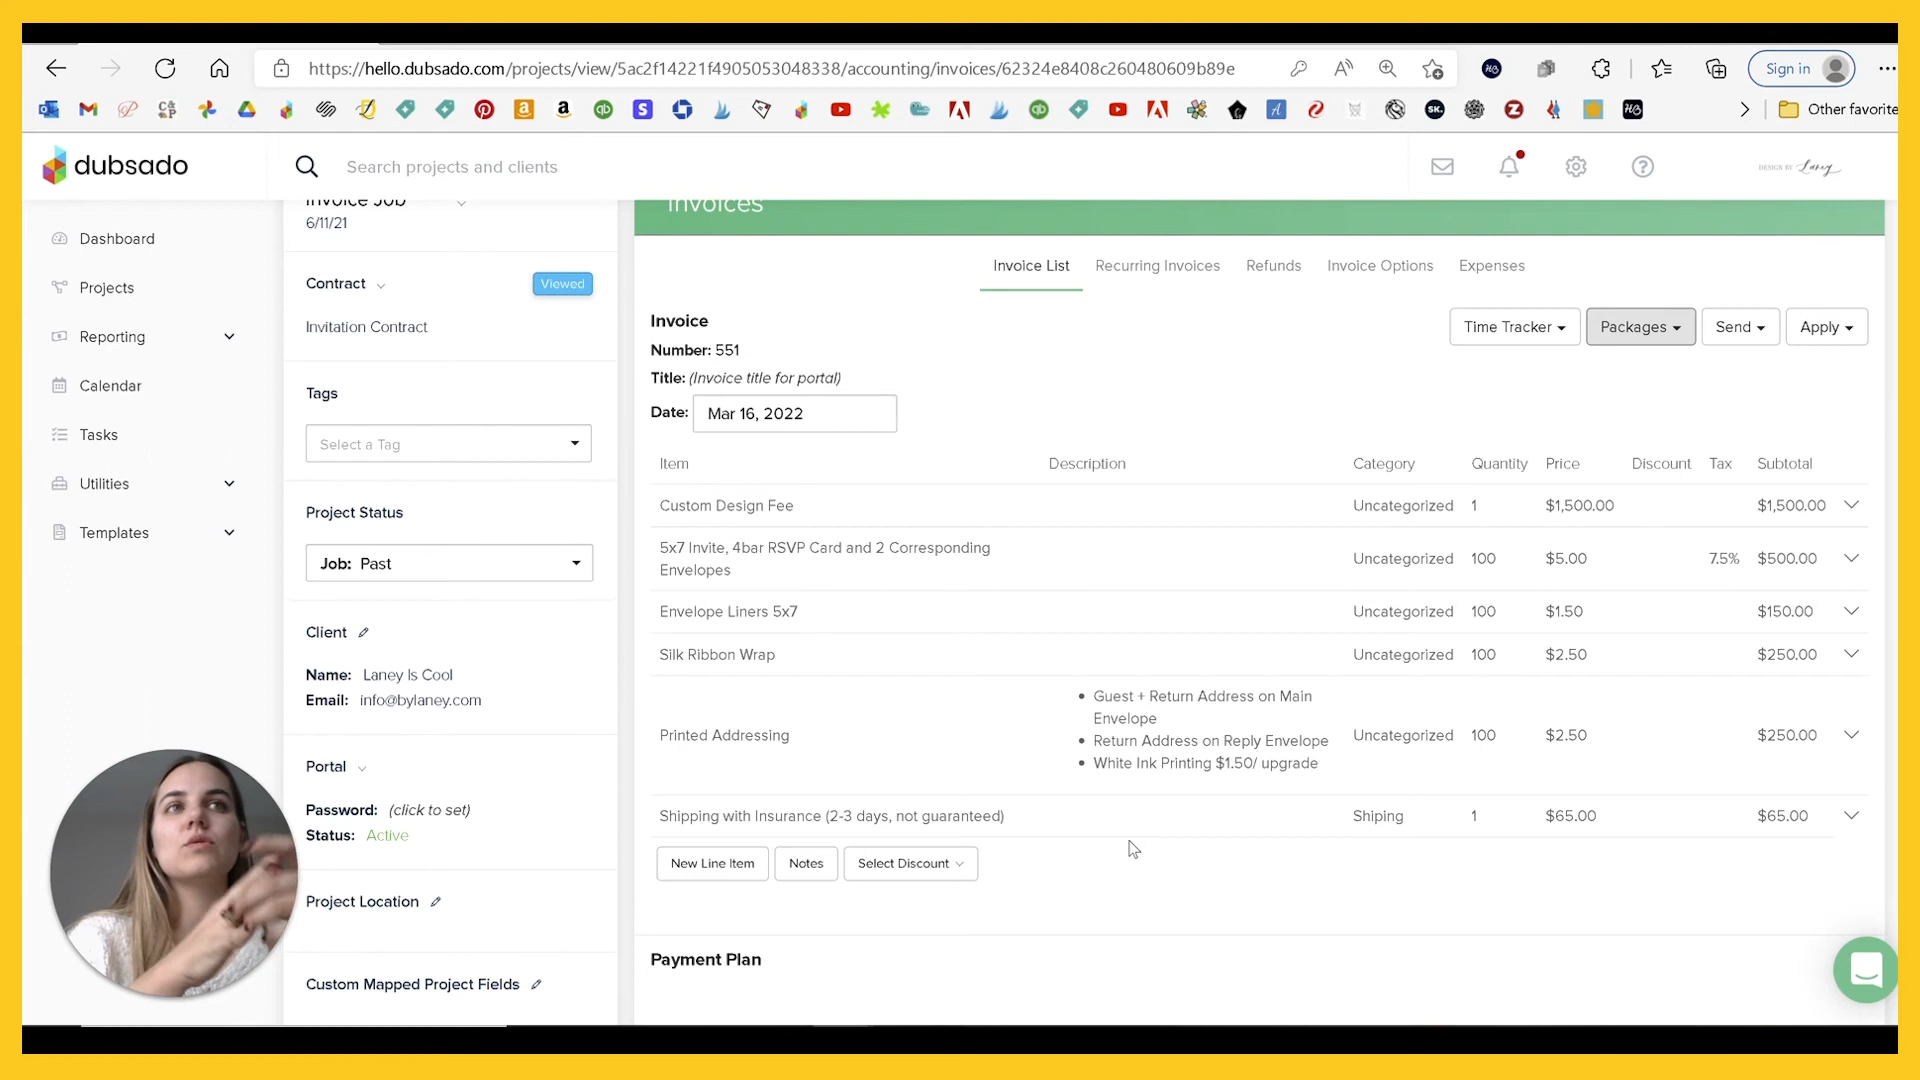 https://hello.dubsado.com/projects/view/5ac2f14221f4905053048338/accounting/invoices/62324e8408c260480609b89e
Sign in
Other favorite
dubsado
Search projects and clients
DESIGN BY Laney
Dashboard
Projects
Reporting
Calendar
Tasks
Utilities
Templates
Invoice Job
6/11/21
Contract
Viewed
Invitation Contract
Tags
Select a Tag
Project Status
Job: Past
Client
Name: Laney Is Cool
Email: info@bylaney.com
Portal
Password: (click to set)
Status: Active
Project Location
Custom Mapped Project Fields
Invoices
Invoice List Recurring Invoices Refunds Invoice Options Expenses
Invoice
Time Tracker Packages Send Apply
Number: 551
Title: (Invoice title for portal)
Date: Mar 16, 2022
Item Description Category Quantity Price Discount Tax Subtotal
Custom Design Fee Uncategorized 1 $1,500.00 $1,500.00
5x7 Invite, 4bar RSVP Card and 2 Corresponding
Envelopes
Uncategorized 100 $5.00 7.5% $500.00
Envelope Liners 5x7 Uncategorized 100 $1.50 $150.00
Silk Ribbon Wrap Uncategorized 100 $2.50 $250.00
Printed Addressing
• Guest + Return Address on Main
Envelope
• Return Address on Reply Envelope
• White Ink Printing $1.50/ upgrade
Uncategorized 100 $2.50 $250.00
Shipping with Insurance (2-3 days, not guaranteed) Shiping 1 $65.00 $65.00
New Line Item Notes Select Discount
Payment Plan